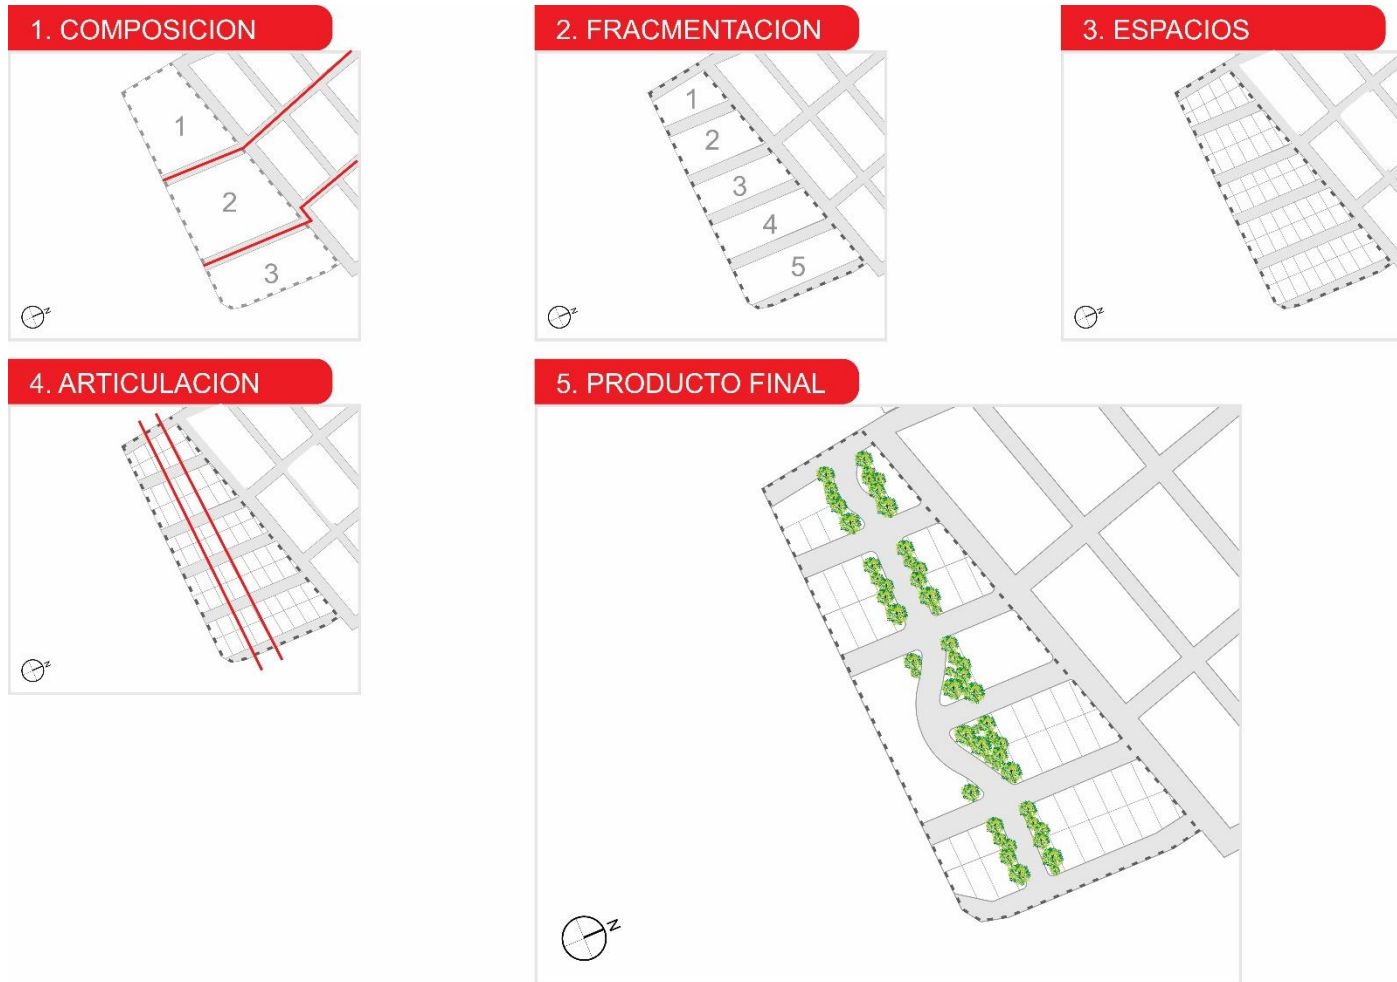 1. COMPOSICION
1
2
3
N
2. FRACMENTACION
1
2
3
4
5
N
3. ESPACIOS
N
4. ARTICULACION
N
5. PRODUCTO FINAL
N